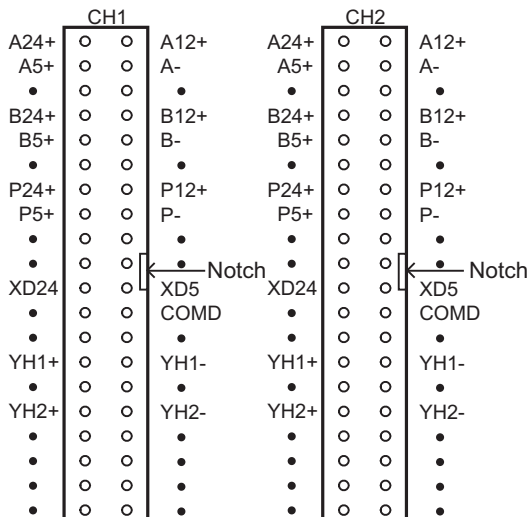 CH1 CH2
A24+ A12+ A24+ A12+
A5+ A- A5+ A-
B24+ B12+ B24+ B12+
B5+ B- B5+ B-
P24+ P12+ P24+ P12+
P5+ P- P5+ P-
Notch Notch
XD24 XD5 XD24 XD5
COMD COMD
YH1+ YH1- YH1+ YH1-
YH2+ YH2- YH2+ YH2-